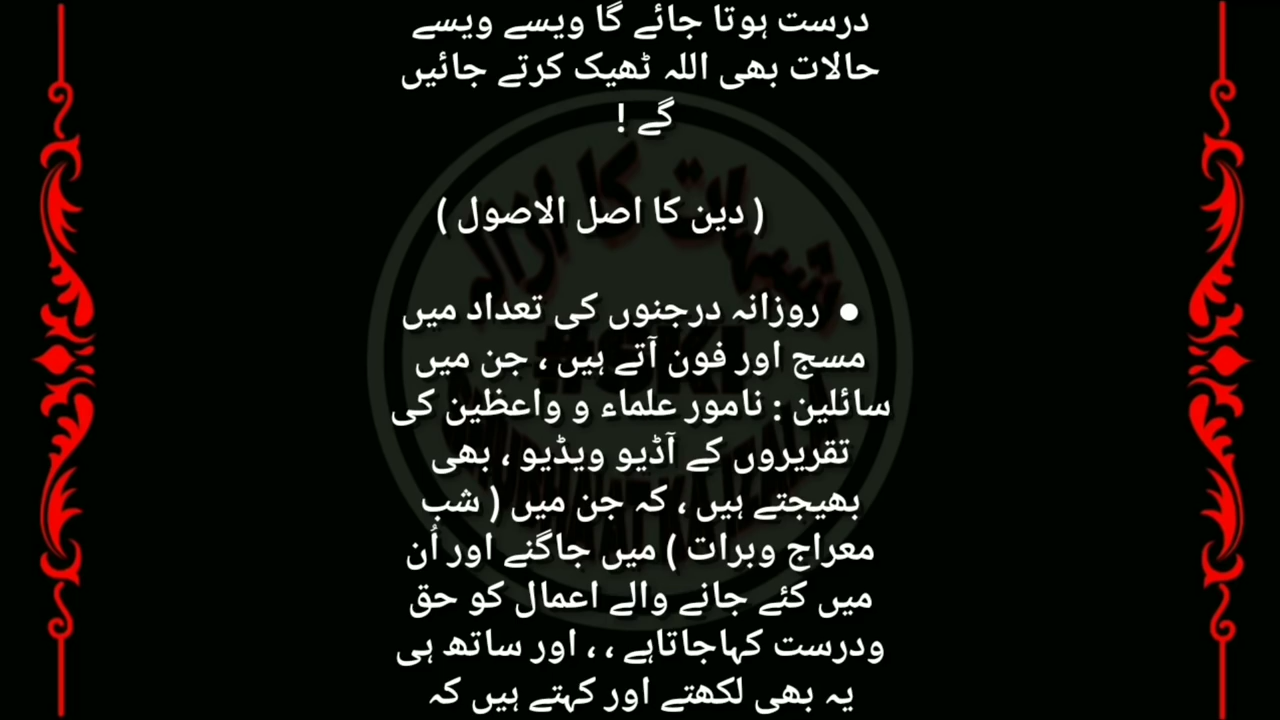 درست ہوتا جائے گا ویسے ویسے
حالات بھی اللہ ٹھیک کرتے جائیں
گے !
( دین کا اصل الاصول )
● روزانہ درجنوں کی تعداد میں
مسج اور فون آتے ہیں ، جن میں
سائلین : نامور علماء و واعظین کی
تقریروں کے آڈیو ویڈیو ، بھی
بھیجتے ہیں ، کہ جن میں ( شب
معراج وبرات ) میں جاگنے اور اُن
میں کئے جانے والے اعمال کو حق
ودرست کہاجاتاہے ، ، اور ساتھ ہی
یہ بھی لکھتے اور کہتے ہیں کہ
شبہات کا ازالہ